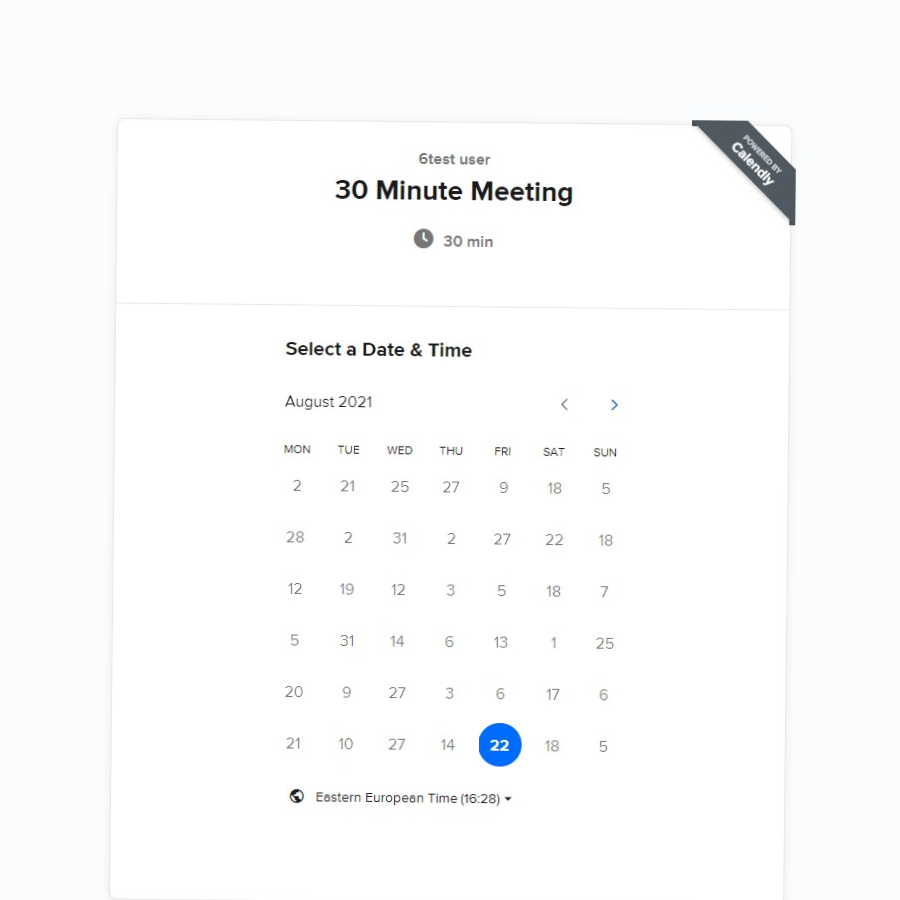 POWERED BY
Calendly
6test user
30 Minute Meeting
30 min
Select a Date & Time
August 2021
MON TUE WED THU FRI SAT SUN
2 21 25 27 9 18 5
28 2 31 2 27 22 18
12 19 12 3 5 18 7
5 31 14 6 13 1 25
20 9 27 3 6 17 6
21 10 27 14 22 18 5
Eastern European Time (16:28)